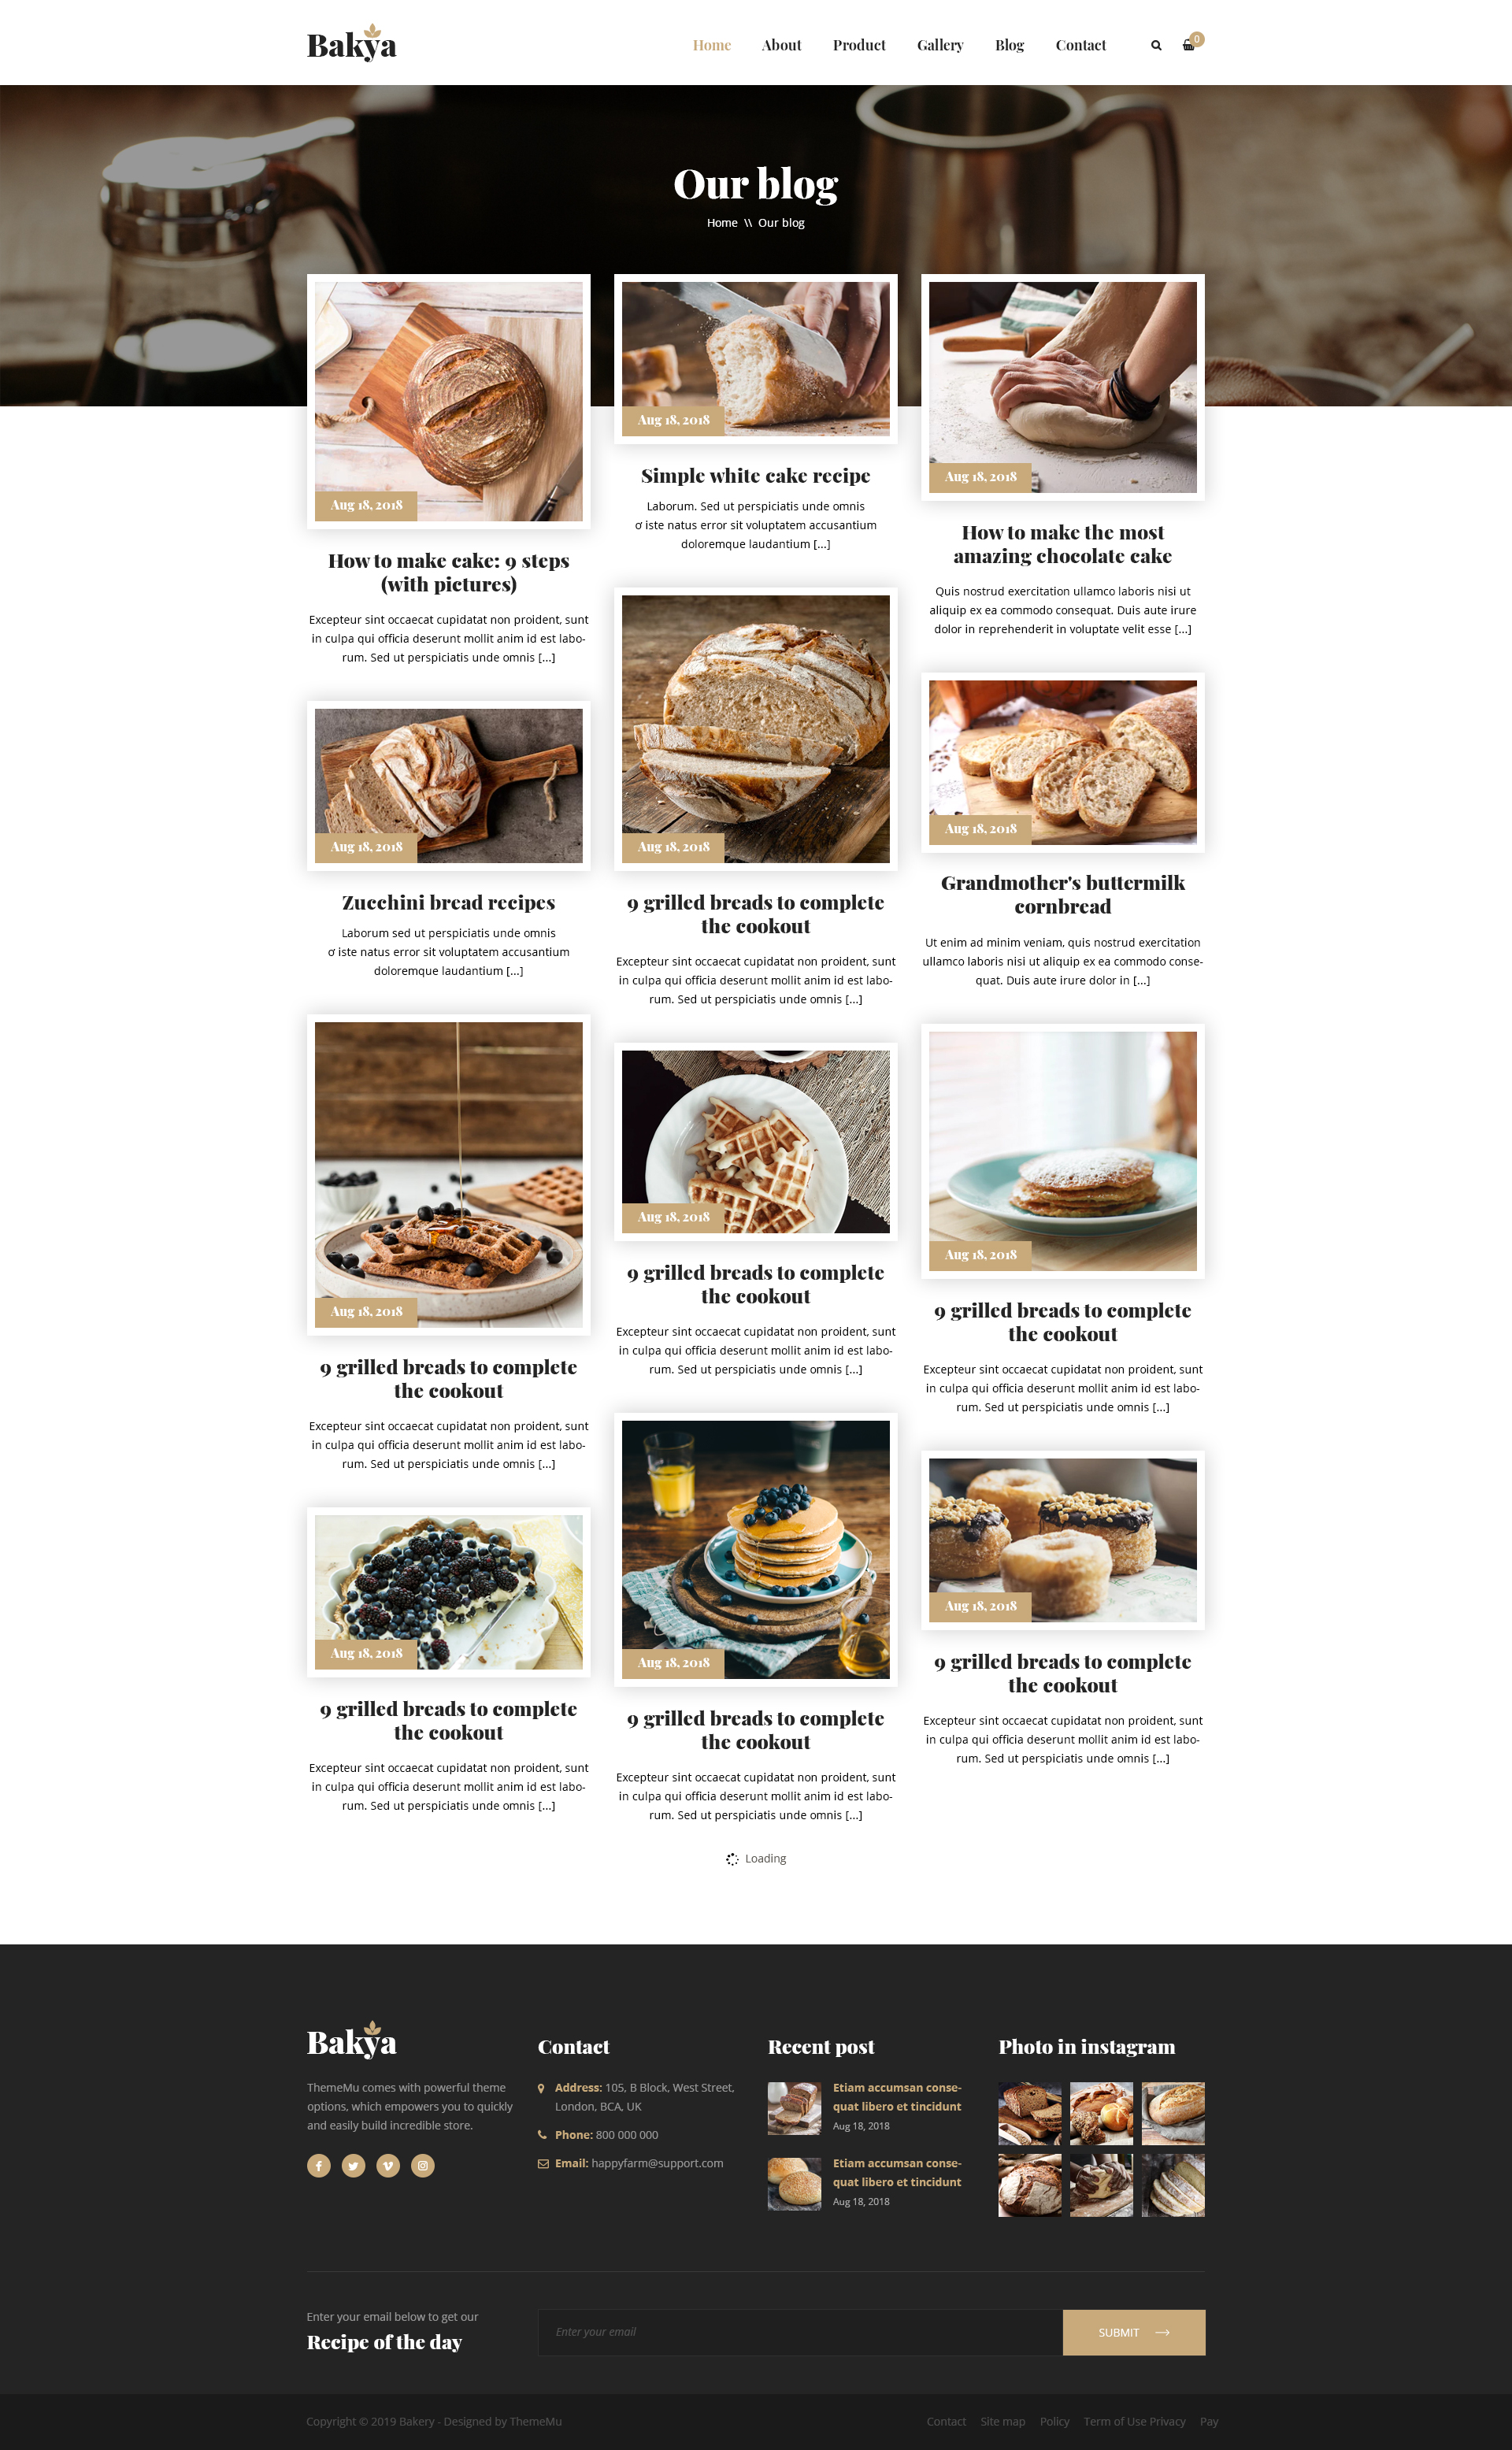 Bakya
Home About Product Gallery Blog Contact
0
Our blog
Home \\ Our blog
Aug 18, 2018
How to make cake: 9 steps
(with pictures)
Excepteur sint occaecat cupidatat non proident, sunt
in culpa qui officia deserunt mollit anim id est labo-
rum. Sed ut perspiciatis unde omnis [...]
Aug 18, 2018
Zucchini bread recipes
Laborum sed ut perspiciatis unde omnis
σ iste natus error sit voluptatem accusantium
doloremque laudantium [...]
Aug 18, 2018
9 grilled breads to complete
the cookout
Excepteur sint occaecat cupidatat non proident, sunt
in culpa qui officia deserunt mollit anim id est labo-
rum. Sed ut perspiciatis unde omnis [...]
Aug 18, 2018
9 grilled breads to complete
the cookout
Excepteur sint occaecat cupidatat non proident, sunt
in culpa qui officia deserunt mollit anim id est labo-
rum. Sed ut perspiciatis unde omnis [...]
Aug 18, 2018
Simple white cake recipe
Laborum. Sed ut perspiciatis unde omnis
σ iste natus error sit voluptatem accusantium
doloremque laudantium [...]
Aug 18, 2018
9 grilled breads to complete
the cookout
Excepteur sint occaecat cupidatat non proident, sunt
in culpa qui officia deserunt mollit anim id est labo-
rum. Sed ut perspiciatis unde omnis [...]
Aug 18, 2018
9 grilled breads to complete
the cookout
Excepteur sint occaecat cupidatat non proident, sunt
in culpa qui officia deserunt mollit anim id est labo-
rum. Sed ut perspiciatis unde omnis [...]
Aug 18, 2018
9 grilled breads to complete
the cookout
Excepteur sint occaecat cupidatat non proident, sunt
in culpa qui officia deserunt mollit anim id est labo-
rum. Sed ut perspiciatis unde omnis [...]
Aug 18, 2018
How to make the most
amazing chocolate cake
Quis nostrud exercitation ullamco laboris nisi ut
aliquip ex ea commodo consequat. Duis aute irure
dolor in reprehenderit in voluptate velit esse [...]
Aug 18, 2018
Grandmother's buttermilk
cornbread
Ut enim ad minim veniam, quis nostrud exercitation
ullamco laboris nisi ut aliquip ex ea commodo conse-
quat. Duis aute irure dolor in [...]
Aug 18, 2018
9 grilled breads to complete
the cookout
Excepteur sint occaecat cupidatat non proident, sunt
in culpa qui officia deserunt mollit anim id est labo-
rum. Sed ut perspiciatis unde omnis [...]
Aug 18, 2018
9 grilled breads to complete
the cookout
Excepteur sint occaecat cupidatat non proident, sunt
in culpa qui officia deserunt mollit anim id est labo-
rum. Sed ut perspiciatis unde omnis [...]
Loading
Bakya
ThemeMu comes with powerful theme
options, which empowers you to quickly
and easily build incredible store.
Contact
Address: 105, B Block, West Street,
London, BCA, UK
Phone: 800 000 000
Email: happyfarm@support.com
Recent post
Etiam accumsan conse-
quat libero et tincidunt
Aug 18, 2018
Etiam accumsan conse-
quat libero et tincidunt
Aug 18, 2018
Photo in instagram
Enter your email below to get our
Recipe of the day
Enter your email
SUBMIT
Copyright © 2019 Bakery - Designed by ThemeMu
Contact Site map Policy Term of Use Privacy Pay